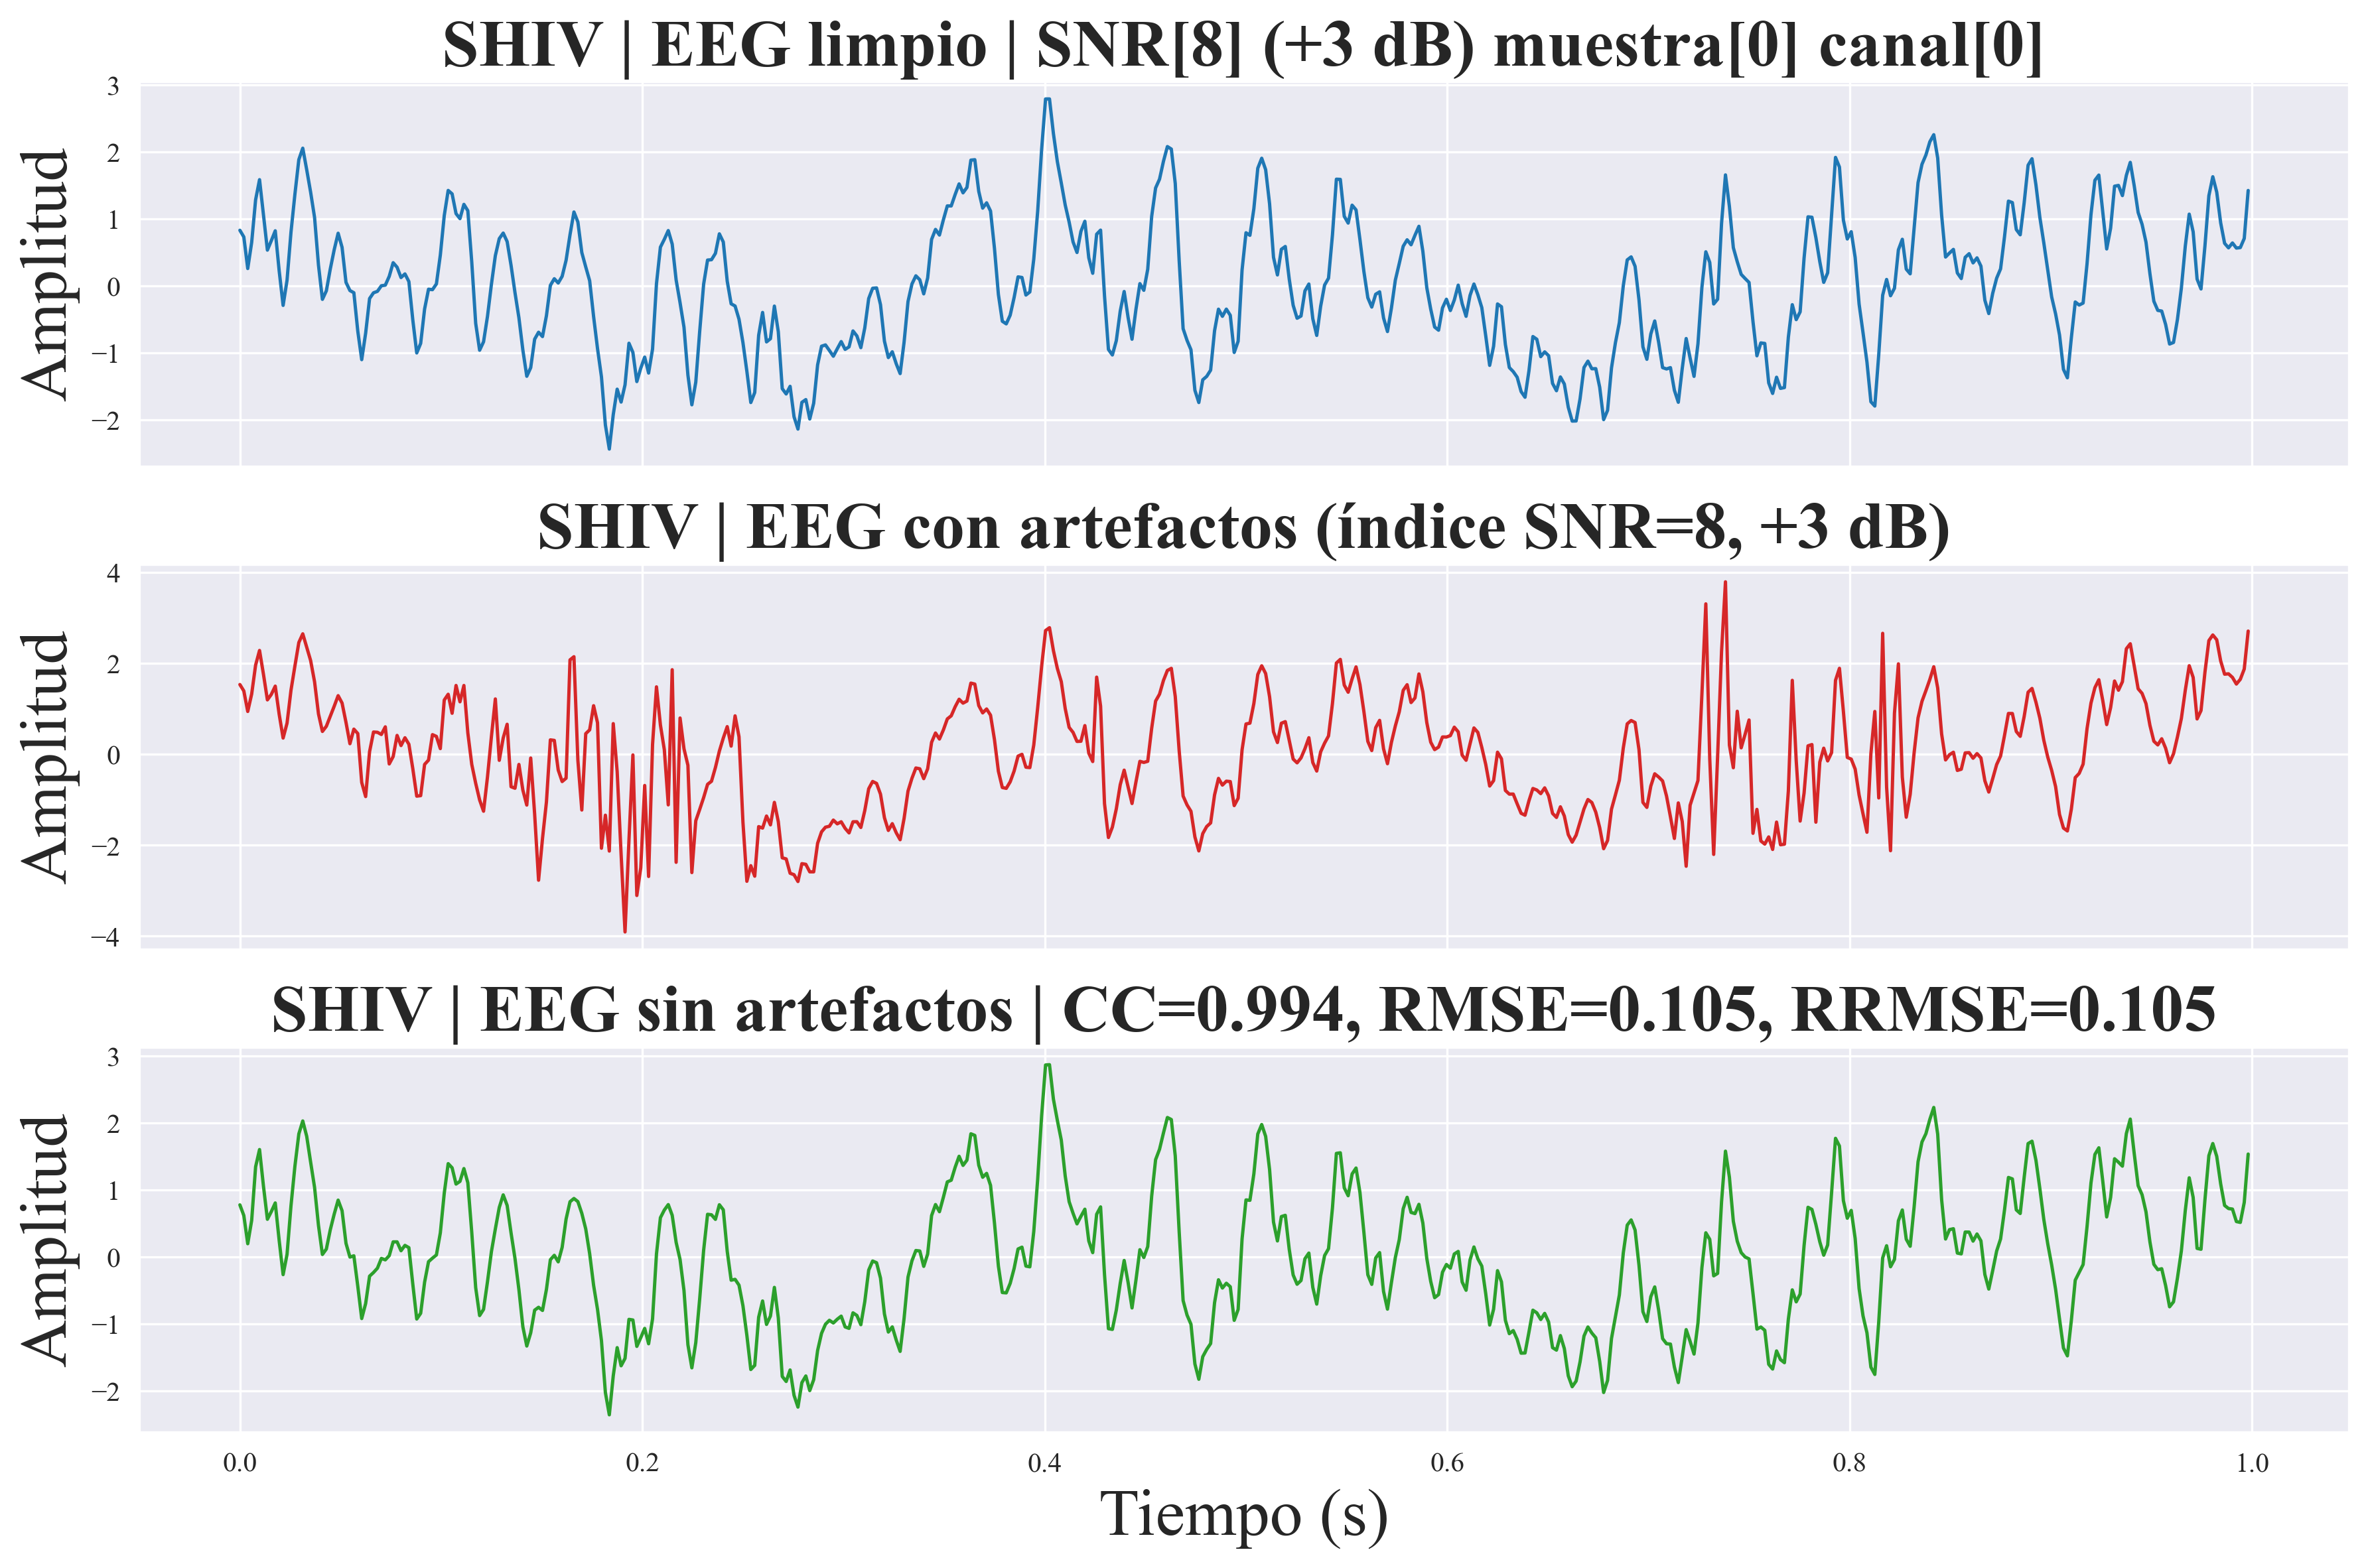 SHIV | EEG limpio | SNR[8] (+3 dB) muestra[0] canal[0]
Amplitud
3
2
1
0
−1
−2
SHIV | EEG con artefactos (índice SNR=8, +3 dB)
Amplitud
4
2
0
−2
−4
SHIV | EEG sin artefactos | CC=0.994, RMSE=0.105, RRMSE=0.105
Amplitud
3
2
1
0
−1
−2
0.0 0.2 0.4 0.6 0.8 1.0
Tiempo (s)